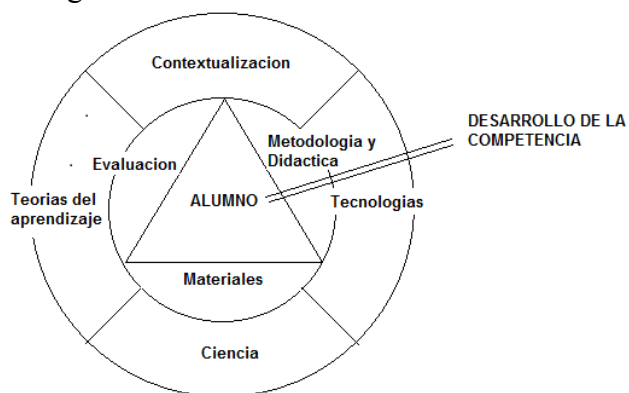 Contextualizacion
DESARROLLO DE LA
COMPETENCIA
Metodologia y
Didactica
Evaluacion
ALUMNO
Teorias del
aprendizaje
Tecnologias
Materiales
Ciencia